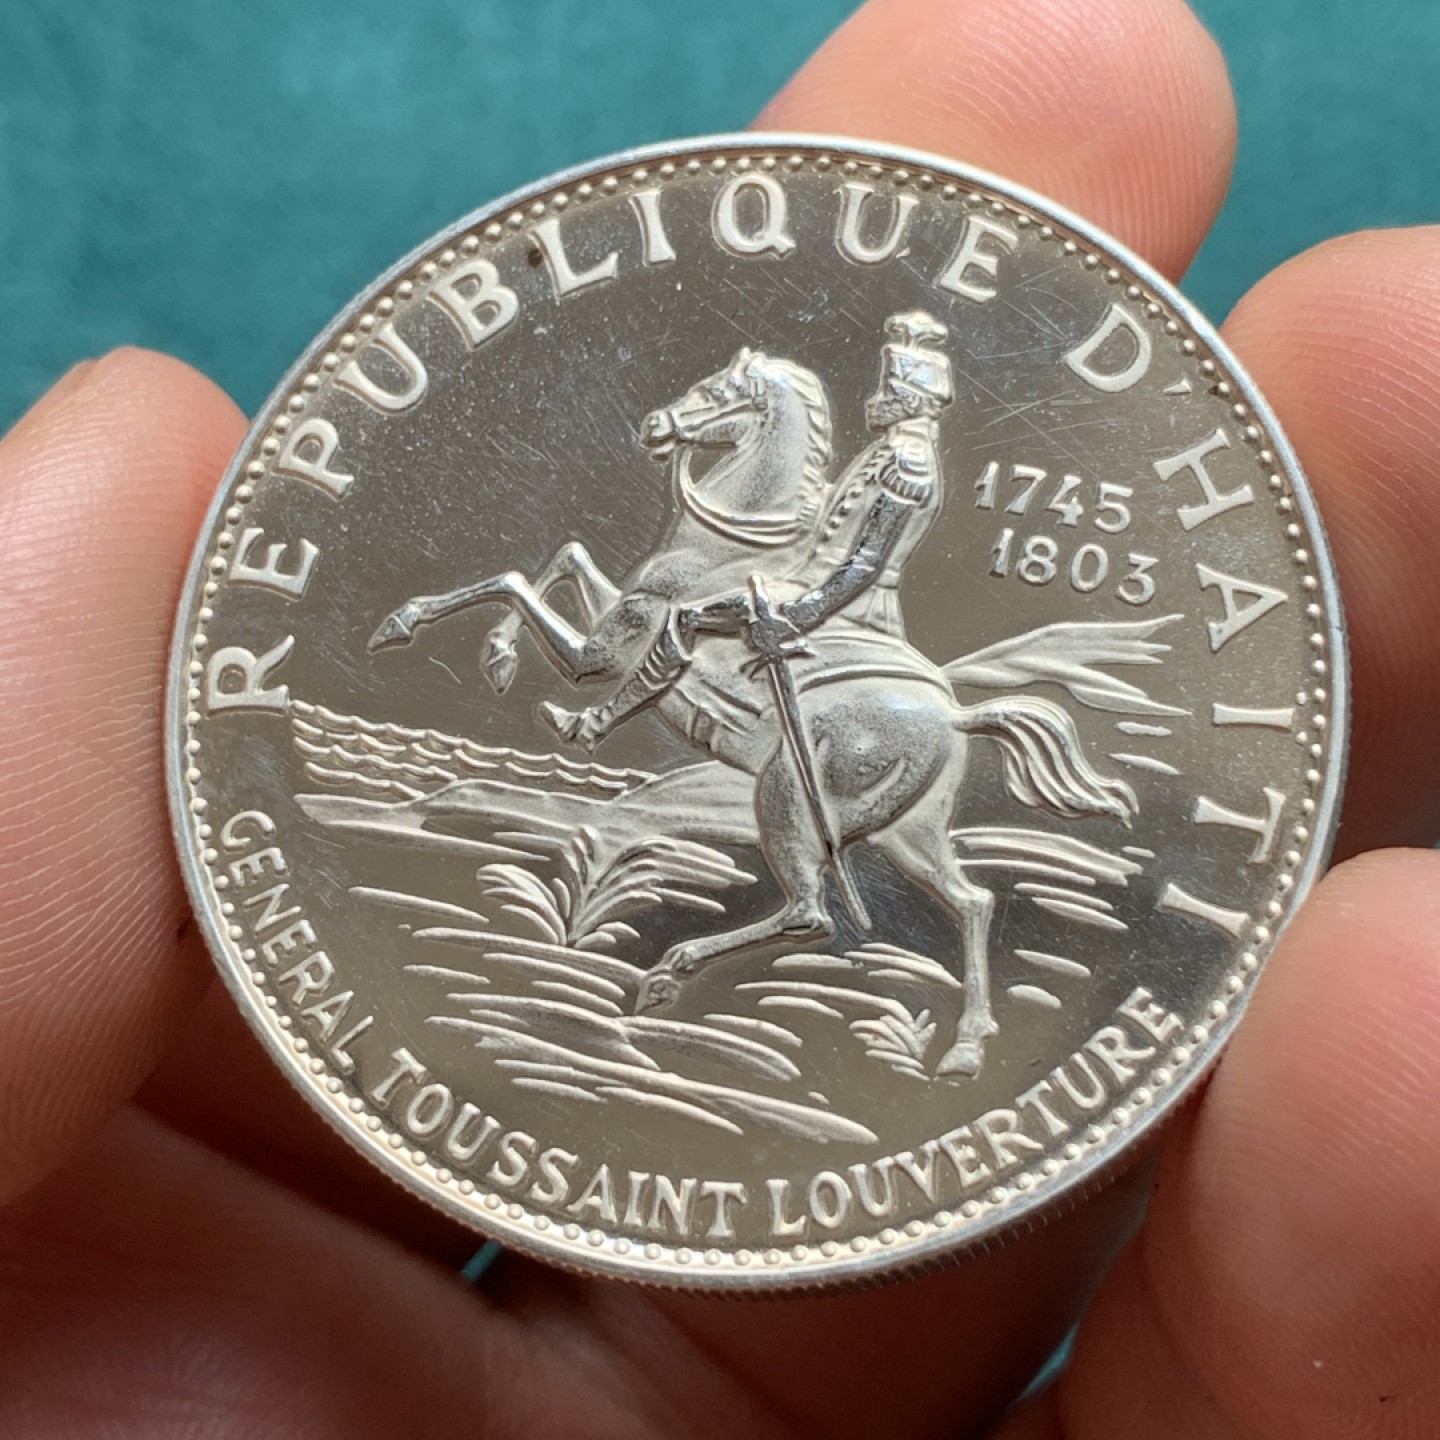 REPUBLIQUE D'HAITI
1745
1803
GENERAL TOUSSAINT LOUVERTURE